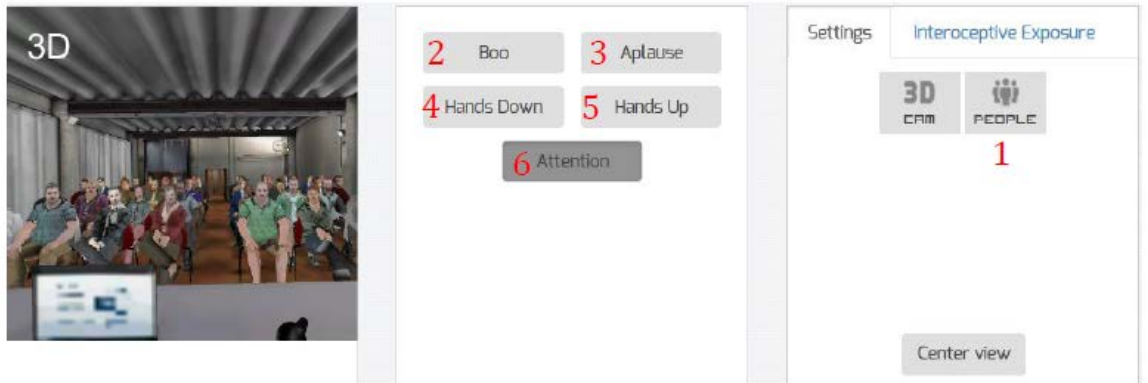 3D
2 Boo
3 Aplause
4 Hands Down
5 Hands Up
6 Attention
Settings
Interoceptive Exposure
3D
CAM
PEOPLE
1
Center view